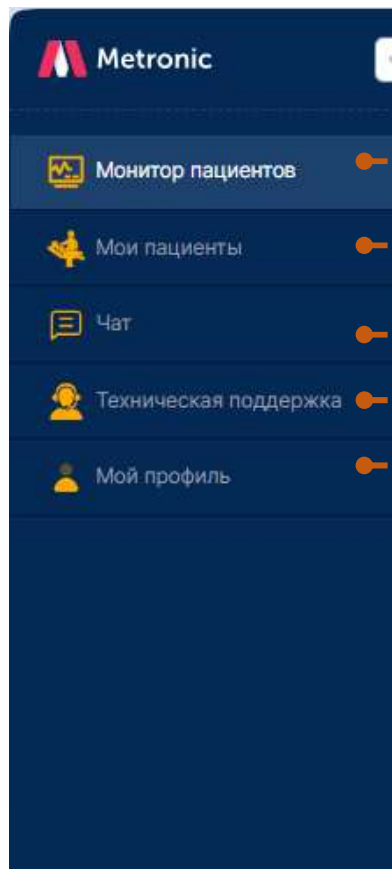 Metronic
Монитор пациентов
Мои пациенты
Чат
Техническая поддержка
Мой профиль